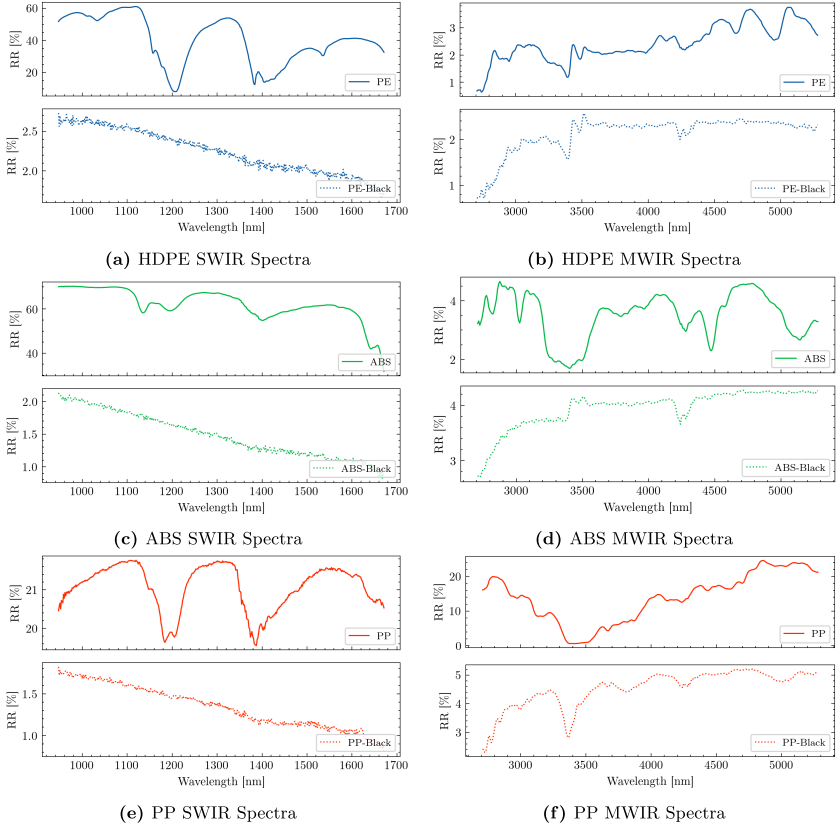 RR [%]
60
40
20
PE
RR [%]
2.5
2.0
PE-Black
1000 1100 1200 1300 1400 1500 1600 1700
Wavelength [nm]
(a) HDPE SWIR Spectra
RR [%]
3
2
1
PE
RR [%]
2
1
PE-Black
3000 3500 4000 4500 5000
Wavelength [nm]
(b) HDPE MWIR Spectra
RR [%]
60
40
ABS
RR [%]
2.0
1.5
1.0
ABS-Black
1000 1100 1200 1300 1400 1500 1600 1700
Wavelength [nm]
(c) ABS SWIR Spectra
RR [%]
4
2
ABS
RR [%]
4
3
ABS-Black
3000 3500 4000 4500 5000
Wavelength [nm]
(d) ABS MWIR Spectra
RR [%]
21
20
PP
RR [%]
1.5
1.0
PP-Black
1000 1100 1200 1300 1400 1500 1600 1700
Wavelength [nm]
(e) PP SWIR Spectra
RR [%]
20
10
0
PP
RR [%]
5
4
3
PP-Black
3000 3500 4000 4500 5000
Wavelength [nm]
(f) PP MWIR Spectra